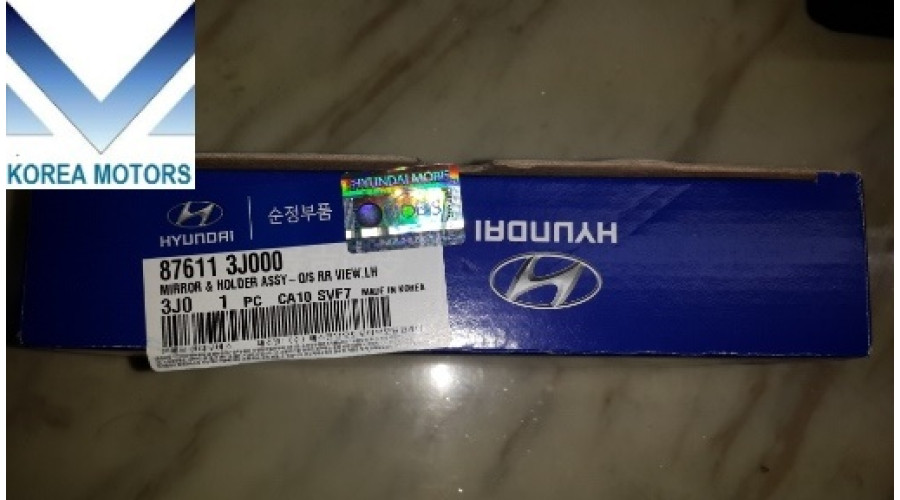 KOREA MOTORS
HYUNDAI MOBIS
HYUNDAI
순정부품
HYUNDAI
87611 3J000
MIRROR & HOLDER ASSY-O/S RR VIEW,LH
3J0 1 PC CA10 SVF7 MADE IN KOREA